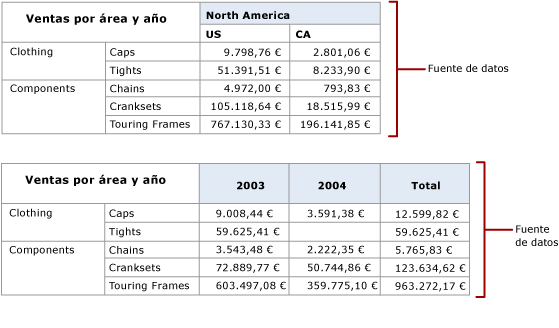 Ventas por área y año North America
US CA
Clothing Caps 9.798,76 € 2.801,06 €
Tights 51.391,51 € 8.233,90 €
Components Chains 4.972,00 € 793,83 €
Cranksets 105.118,64 € 18.515,99 €
Touring Frames 767.130,33 € 196.141,85 €
Fuente de datos
Ventas por área y año 2003 2004 Total
Clothing Caps 9.008,44 € 3.591,38 € 12.599,82 €
Tights 59.625,41 € 59.625,41 €
Components Chains 3.543,48 € 2.222,35 € 5.765,83 €
Cranksets 72.889,77 € 50.744,86 € 123.634,62 €
Touring Frames 603.497,08 € 359.775,10 € 963.272,17 €
Fuente
de datos